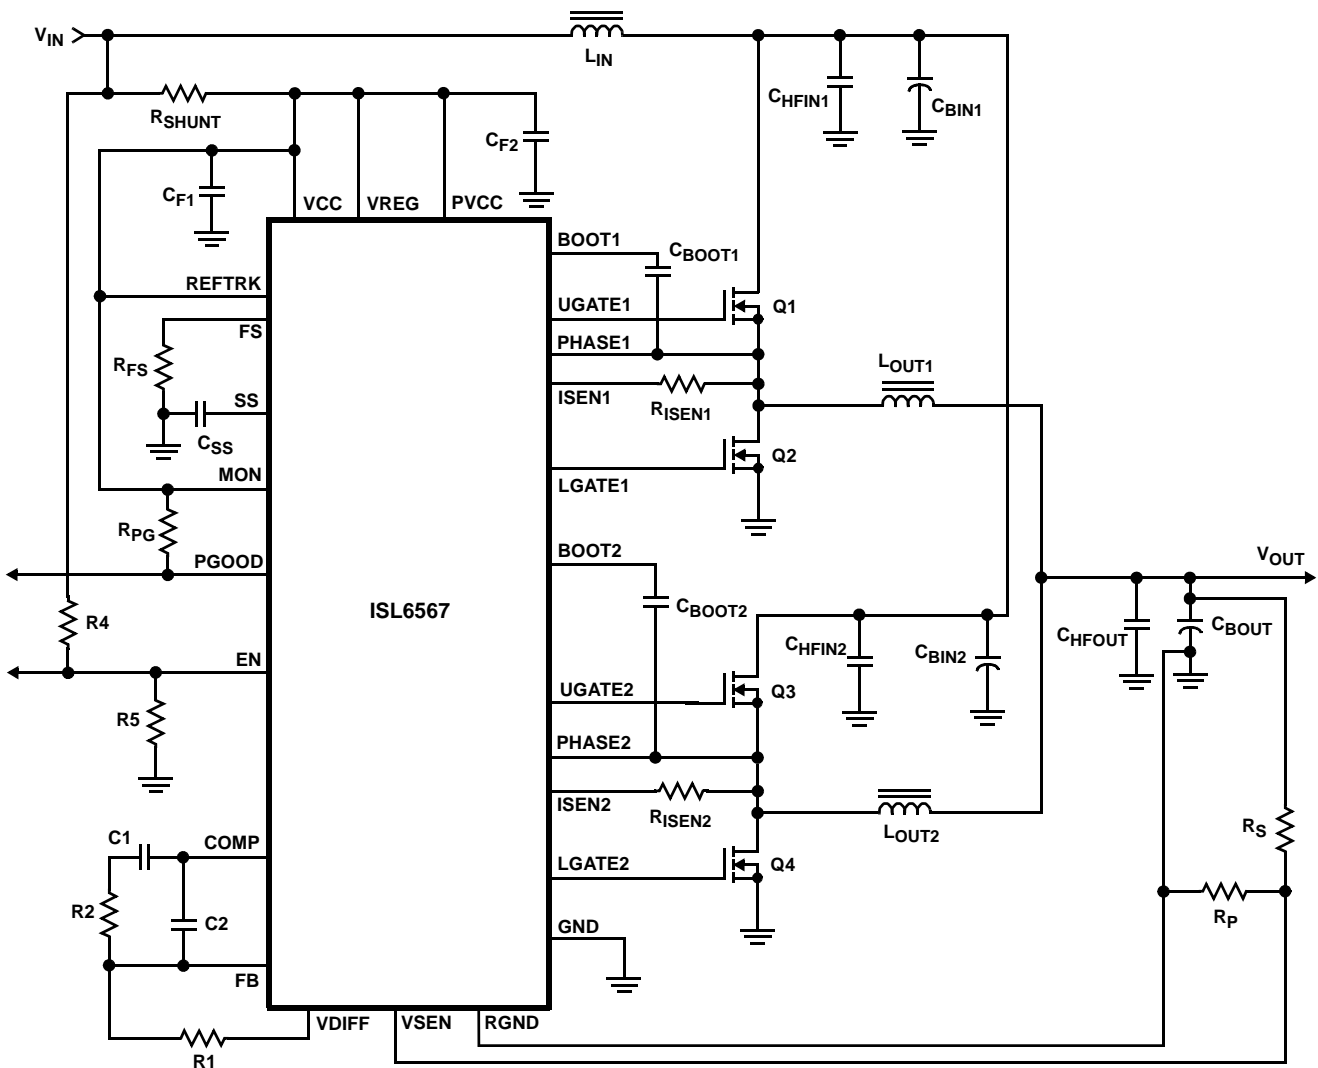 VIN
LIN
RSHUNT
CHFIN1
CBIN1
CF2
CF1
VCC
VREG
PVCC
BOOT1
CBOOT1
REFTRK
UGATE1
Q1
FS
PHASE1
RFS
LOUT1
SS
ISEN1
RISEN1
CSS
Q2
MON
LGATE1
RPG
BOOT2
VOUT
PGOOD
ISL6567
CBOOT2
R4
CHFOUT
CBOUT
CHFIN2
CBIN2
EN
UGATE2
Q3
R5
PHASE2
ISEN2
RISEN2
LOUT2
RS
C1
COMP
LGATE2
Q4
R2
C2
RP
GND
FB
VDIFF
VSEN
RGND
R1